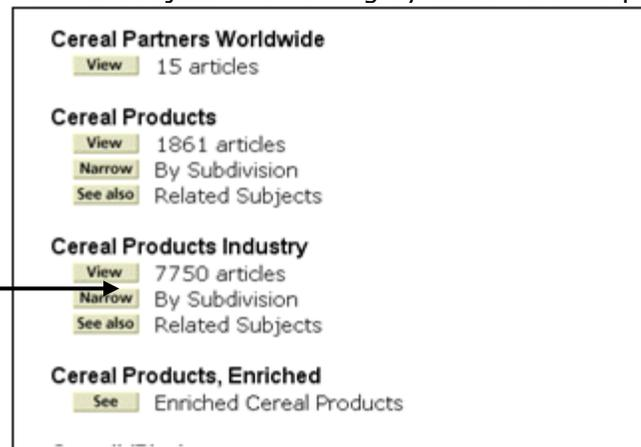 Cereal Partners Worldwide
View 15 articles
Cereal Products
View 1861 articles
Narrow By Subdivision
See also Related Subjects
Cereal Products Industry
View 7750 articles
Narrow By Subdivision
See also Related Subjects
Cereal Products, Enriched
See Enriched Cereal Products